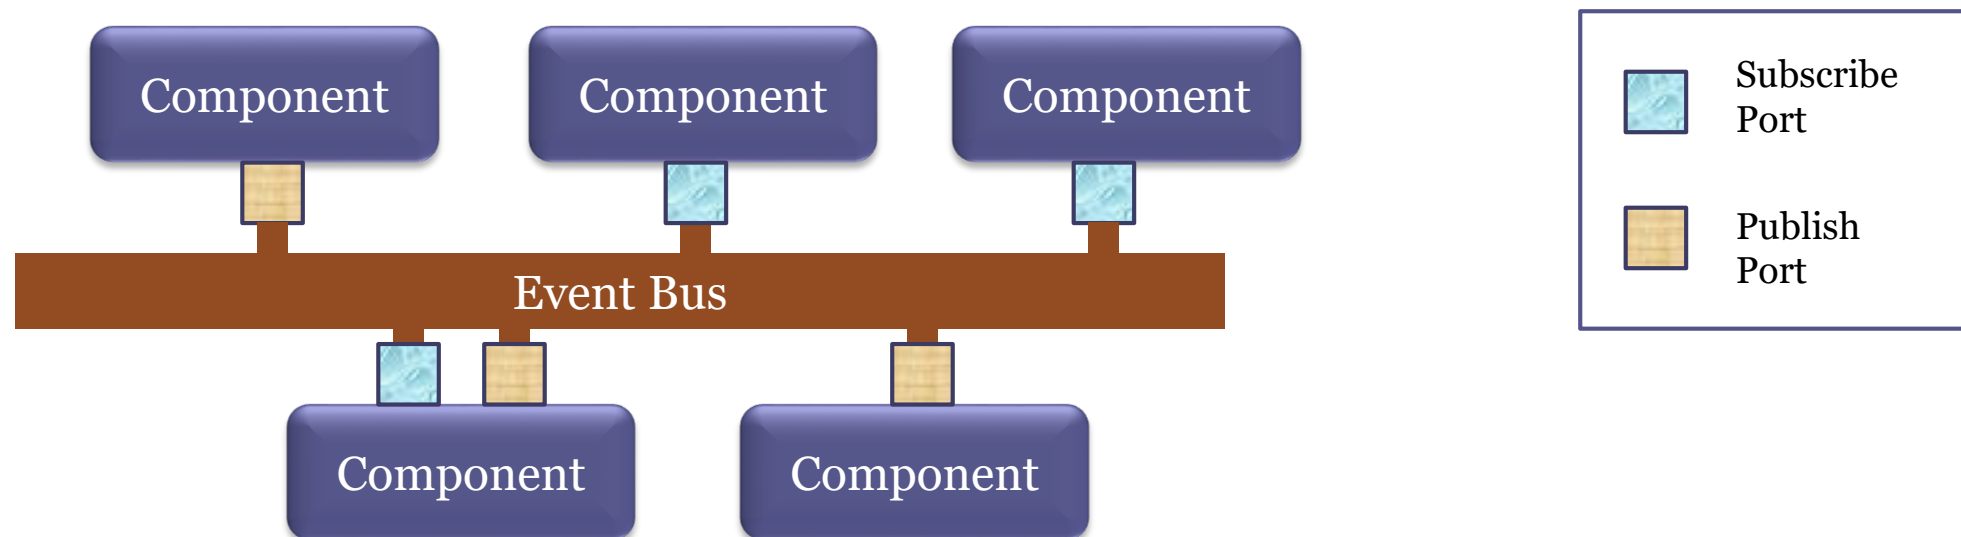 Component
Component
Component
Subscribe
Port
Publish
Port
Event Bus
Component
Component